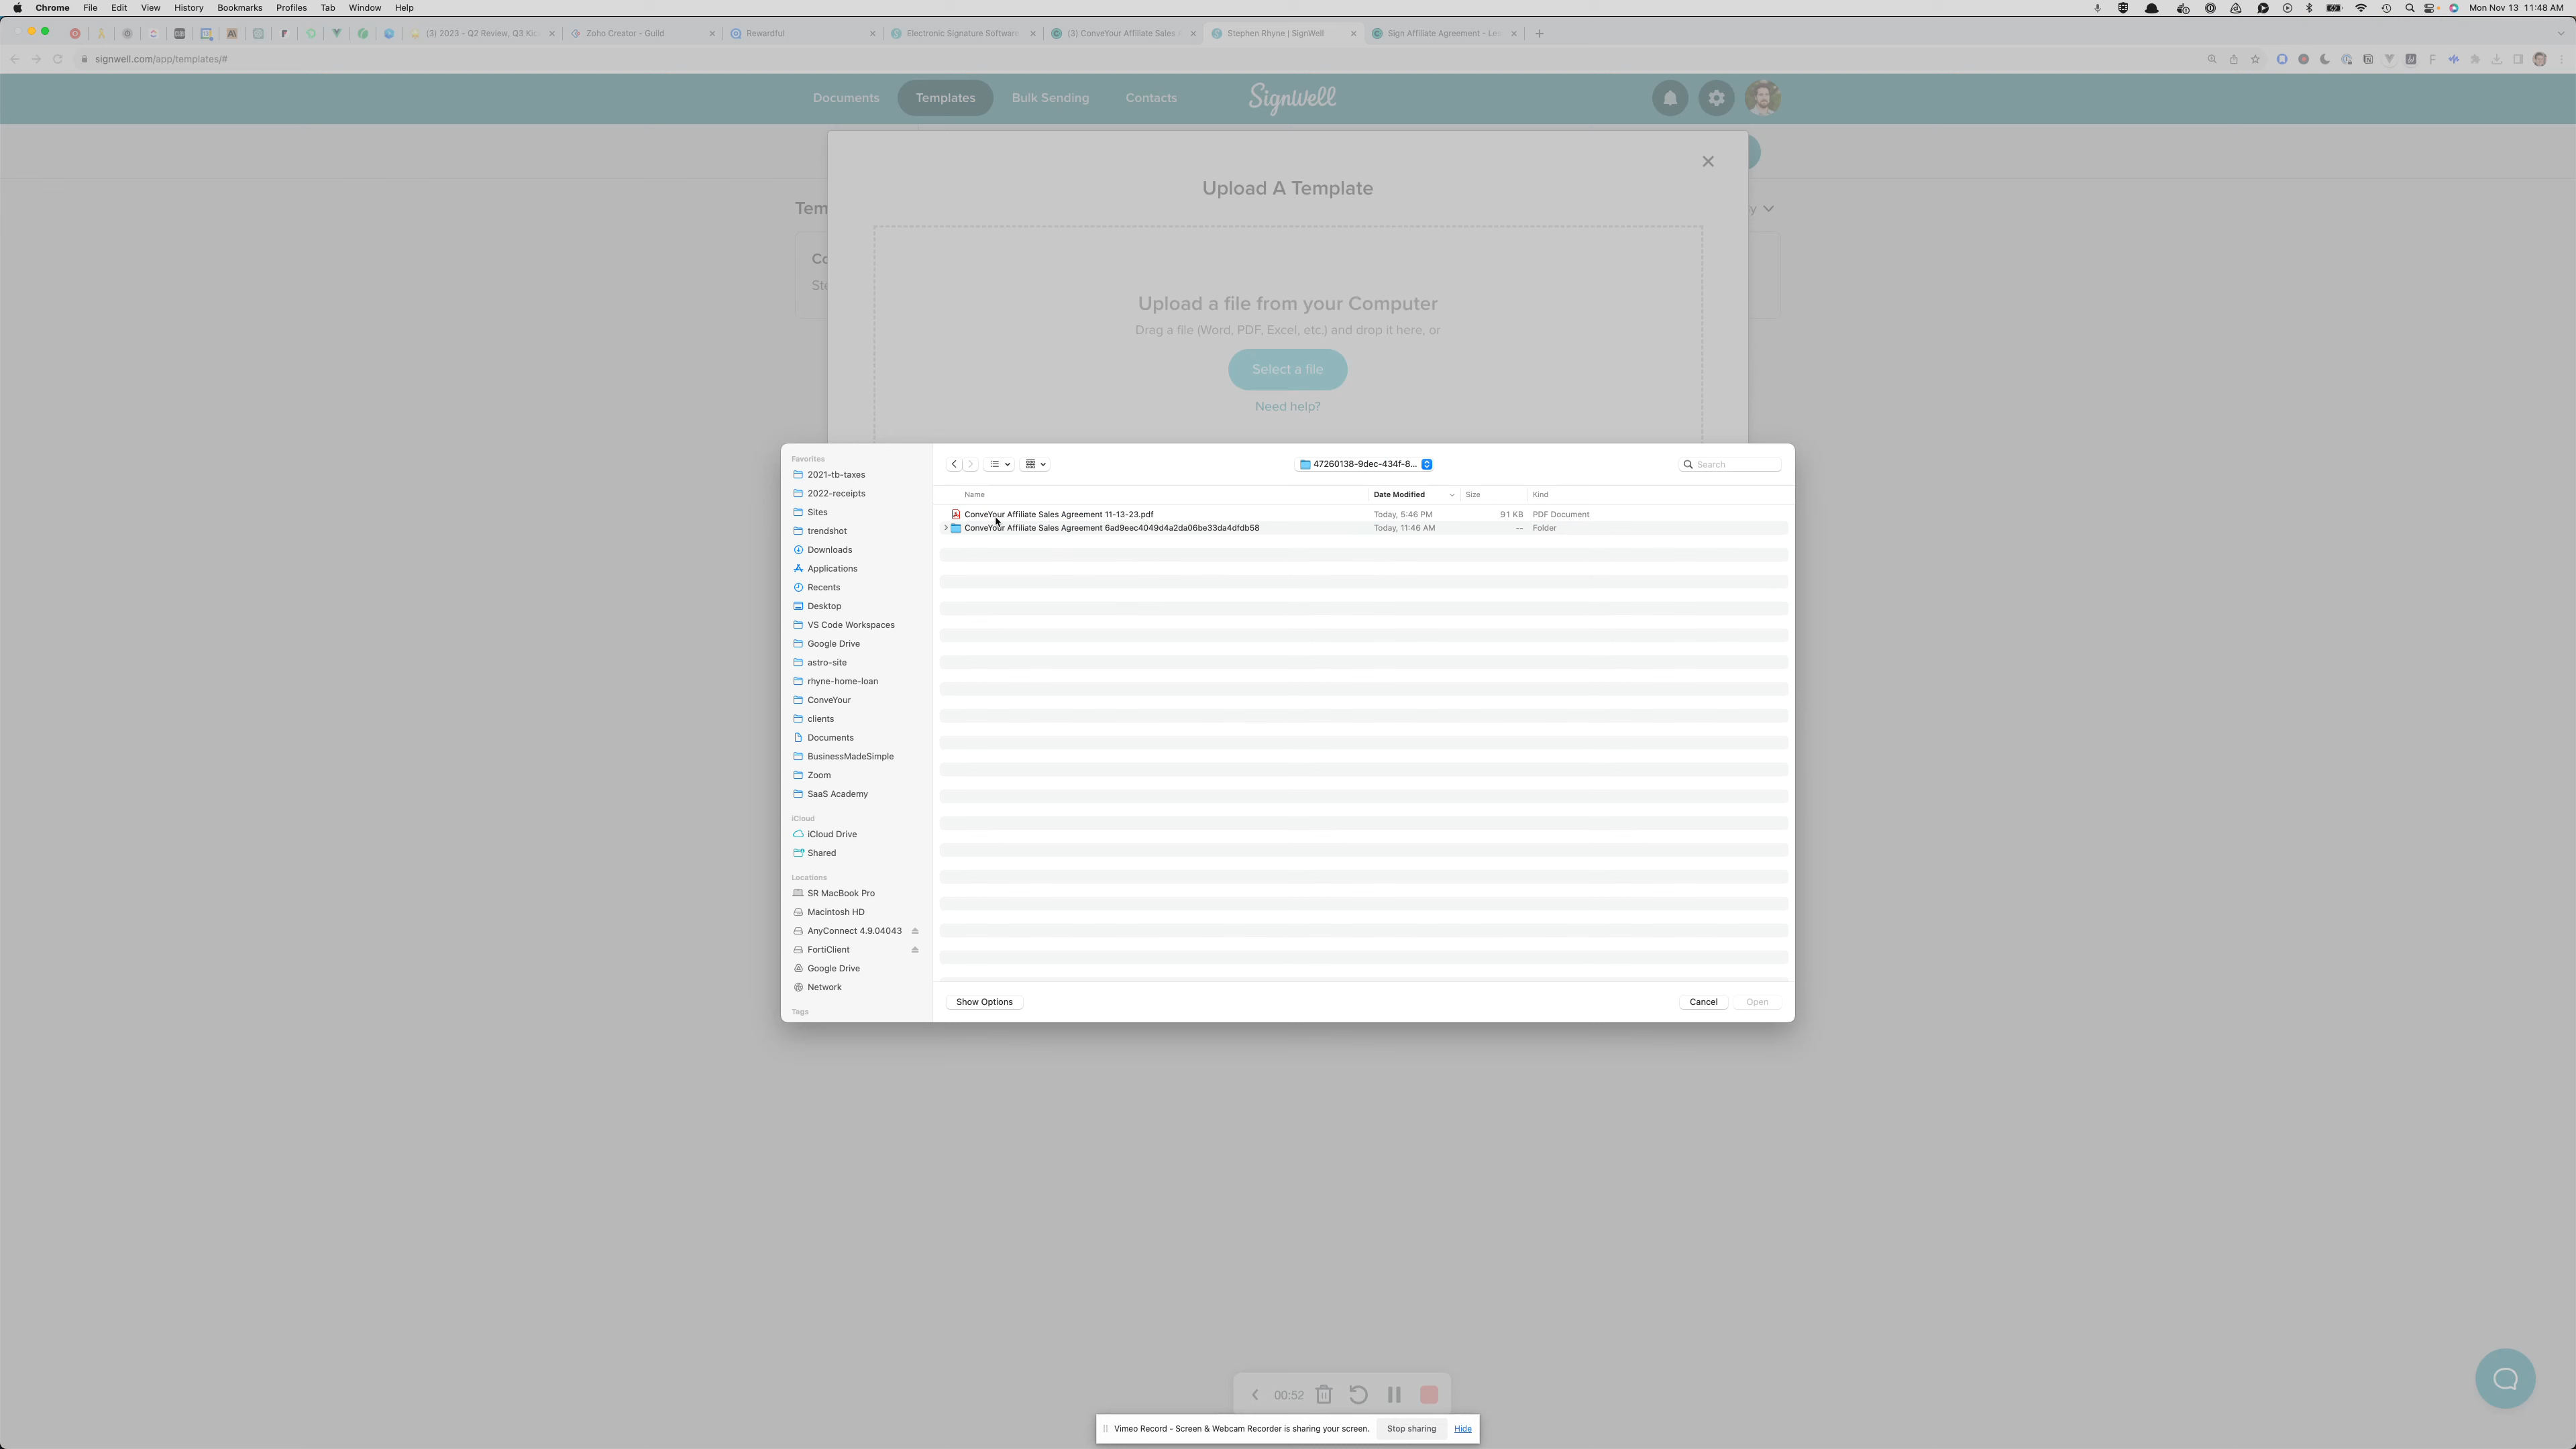 Chrome File Edit View History Bookmarks Profiles Tab Window Help
Mon Nov 13 11:48 AM
(3) 2023 - Q2 Review, Q3 Kic
Zoho Creator - Guild
Rewardful
Electronic Signature Software
(3) ConveYour Affiliate Sales
Stephen Rhyne | SignWell
Sign Affiliate Agreement - Le
signwell.com/app/templates/#
Documents
Templates
Bulk Sending
Contacts
SignWell
Upload A Template
Tem
y
Co
Ste
Upload a file from your Computer
Drag a file (Word, PDF, Excel, etc.) and drop it here, or
Select a file
Need help?
Favorites
2021-tb-taxes
2022-receipts
Sites
trendshot
Downloads
Applications
Recents
Desktop
VS Code Workspaces
Google Drive
astro-site
rhyne-home-loan
ConveYour
clients
Documents
BusinessMadeSimple
Zoom
SaaS Academy
iCloud
iCloud Drive
Shared
Locations
SR MacBook Pro
Macintosh HD
AnyConnect 4.9.04043
FortiClient
Google Drive
Network
Tags
47260138-9dec-434f-8...
Search
Name Date Modified Size Kind
ConveYour Affiliate Sales Agreement 11-13-23.pdf Today, 5:46 PM 91 KB PDF Document
ConveYour Affiliate Sales Agreement 6ad9eec4049d4a2da06be33da4dfdb58 Today, 11:46 AM -- Folder
Show Options
Cancel
Open
00:52
Vimeo Record - Screen & Webcam Recorder is sharing your screen.
Stop sharing
Hide